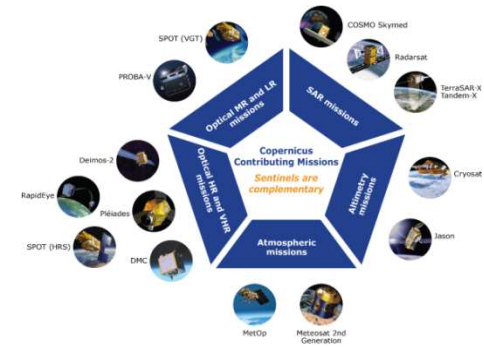 COSMO Skymed
SPOT (VGT)
Radarsat
PROBA-V
TerraSAR-X
Tandem-X
Optical MR and LR
missions
SAR missions
Copernicus
Contributing Missions
Sentinels are
complementary
Deimos-2
Optical HR and VHR
missions
Altimetry
missions
Cryosat
RapidEye
Pléiades
Jason
SPOT (HRS)
Atmospheric
missions
DMC
MetOp
Meteosat 2nd
Generation